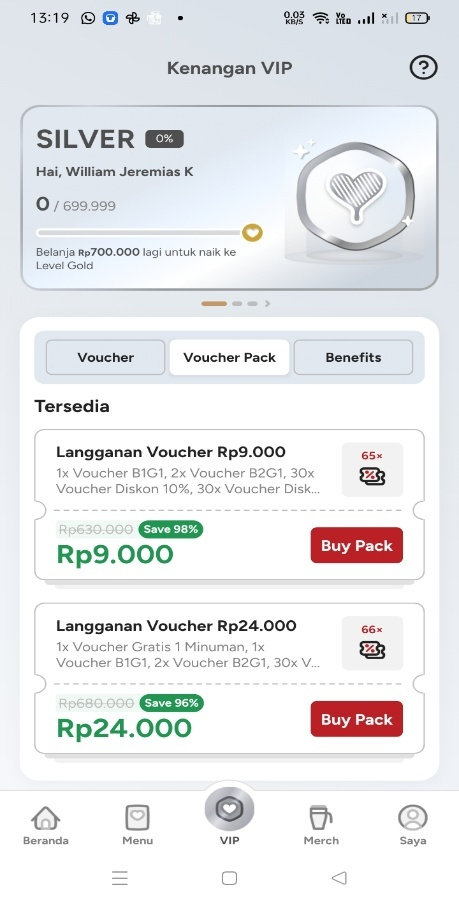 13:19
0.03
KB/S
Vo
LTE
17
Kenangan VIP
SILVER 0%
Hai, William Jeremias K
0 / 699.999
Belanja Rp700.000 lagi untuk naik ke
Level Gold
Voucher
Voucher Pack
Benefits
Tersedia
Langganan Voucher Rp9.000
1x Voucher B1G1, 2x Voucher B2G1, 30x
Voucher Diskon 10%, 30x Voucher Disk...
65×
Rp630.000 Save 98%
Rp9.000
Buy Pack
Langganan Voucher Rp24.000
1x Voucher Gratis 1 Minuman, 1x
Voucher B1G1, 2x Voucher B2G1, 30x V...
66×
Rp680.000 Save 96%
Rp24.000
Buy Pack
Beranda
Menu
VIP
Merch
Saya